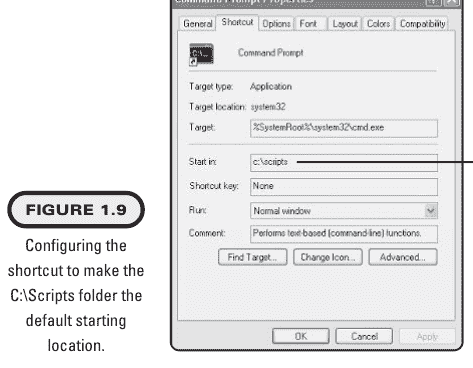 Command Prompt Properties
General Shortcut Options Font Layout Colors Compatibility
C:\
Command Prompt
Target type: Application
Target location: system32
Target: %SystemRoot%\system32\cmd.exe
Start in: c:\scripts
Shortcut key: None
Run: Normal window
Comment: Performs text-based (command-line) functions.
Find Target... Change Icon... Advanced...
OK Cancel Apply
FIGURE 1.9
Configuring the
shortcut to make the
C:\Scripts folder the
default starting
location.